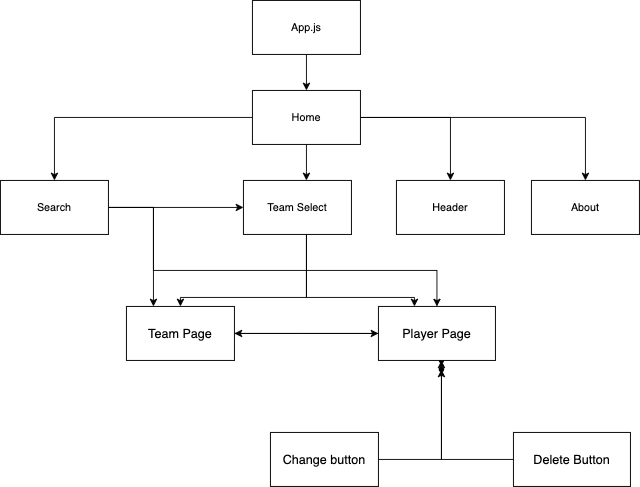 App.js
Home
Search
Team Select
Header
About
Team Page
Player Page
Change button
Delete Button